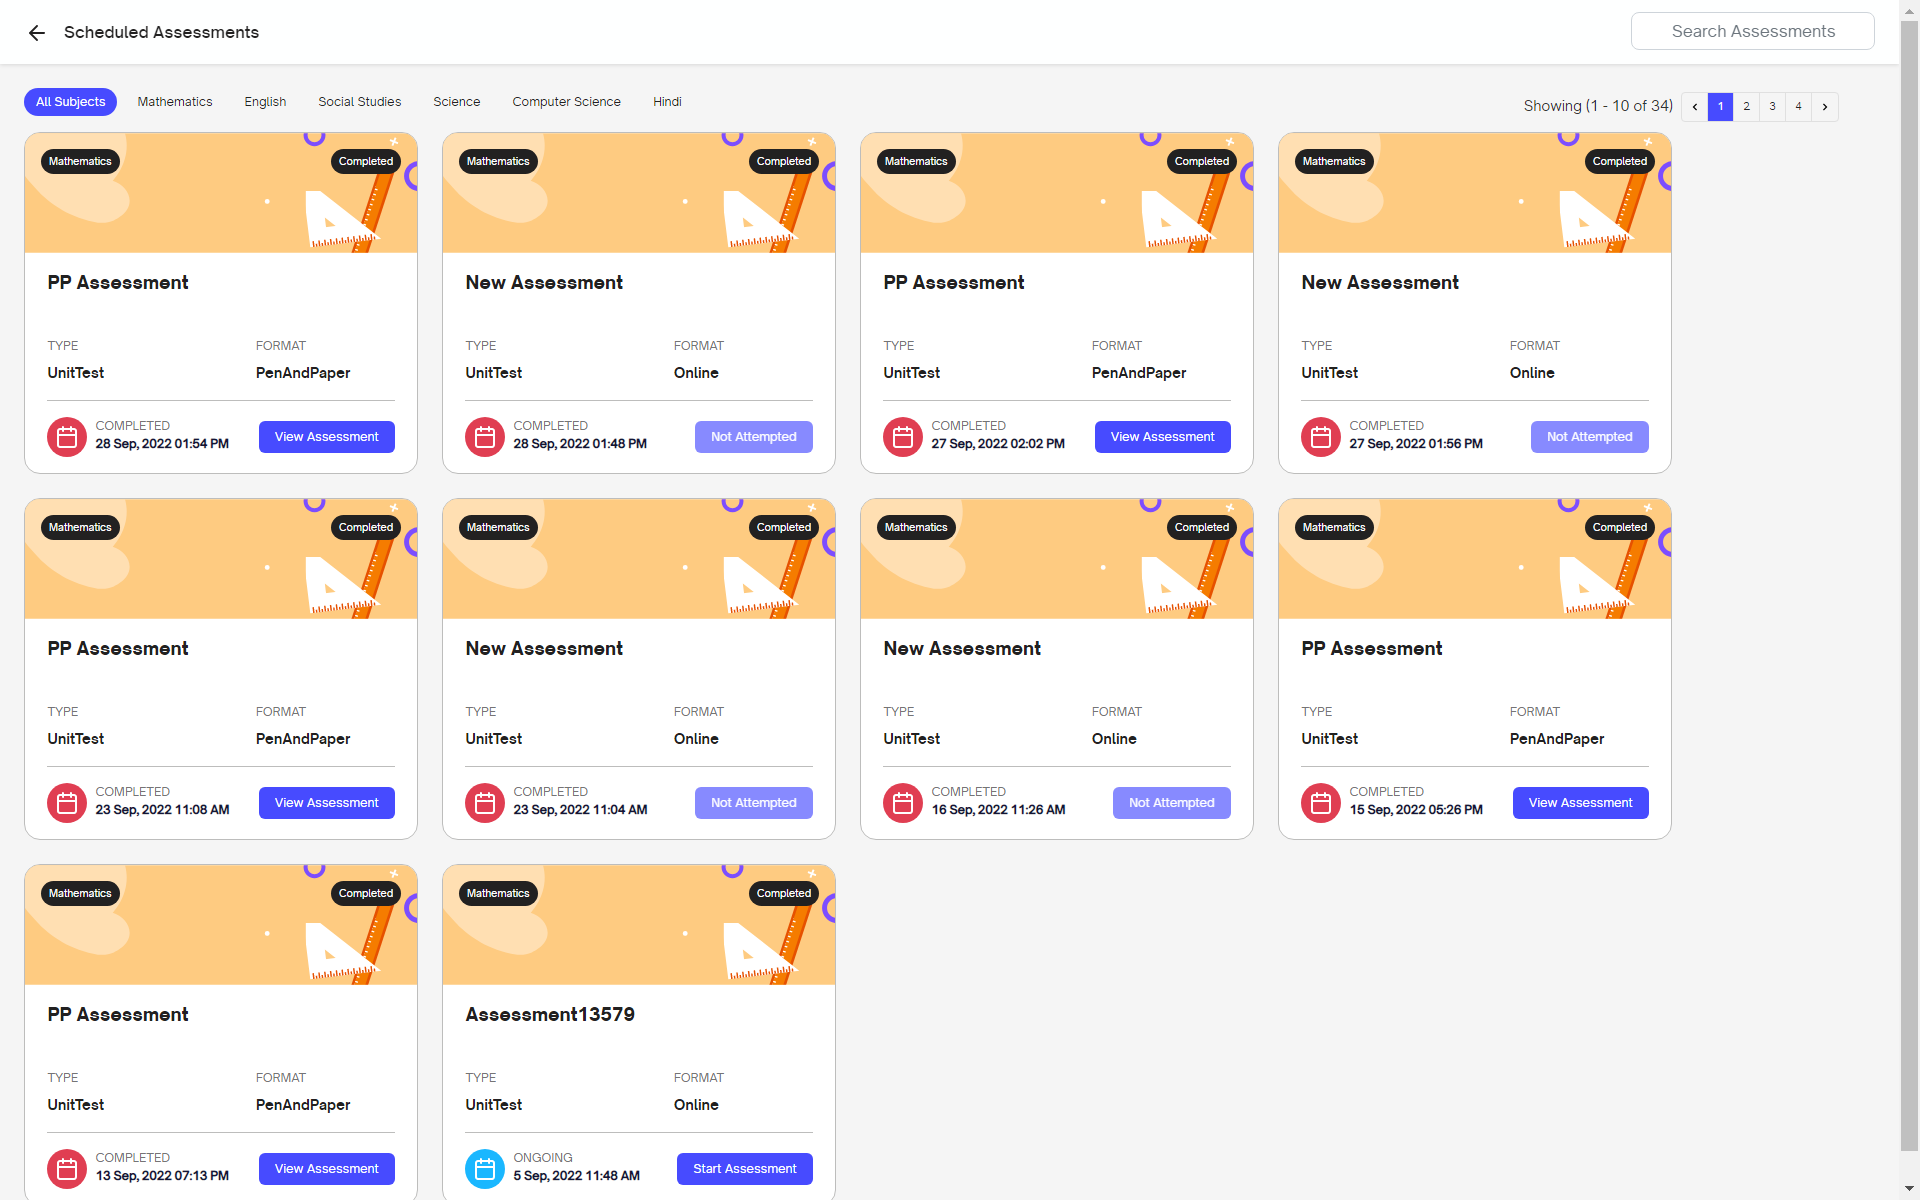 Scheduled Assessments
Search Assessments
All Subjects Mathematics English Social Studies Science Computer Science Hindi
Showing (1 - 10 of 34) 1 2 3 4
Mathematics Completed
PP Assessment
TYPE FORMAT
UnitTest PenAndPaper
COMPLETED
28 Sep, 2022 01:54 PM
View Assessment
Mathematics Completed
New Assessment
TYPE FORMAT
UnitTest Online
COMPLETED
28 Sep, 2022 01:48 PM
Not Attempted
Mathematics Completed
PP Assessment
TYPE FORMAT
UnitTest PenAndPaper
COMPLETED
27 Sep, 2022 02:02 PM
View Assessment
Mathematics Completed
New Assessment
TYPE FORMAT
UnitTest Online
COMPLETED
27 Sep, 2022 01:56 PM
Not Attempted
Mathematics Completed
PP Assessment
TYPE FORMAT
UnitTest PenAndPaper
COMPLETED
23 Sep, 2022 11:08 AM
View Assessment
Mathematics Completed
New Assessment
TYPE FORMAT
UnitTest Online
COMPLETED
23 Sep, 2022 11:04 AM
Not Attempted
Mathematics Completed
New Assessment
TYPE FORMAT
UnitTest Online
COMPLETED
16 Sep, 2022 11:26 AM
Not Attempted
Mathematics Completed
PP Assessment
TYPE FORMAT
UnitTest PenAndPaper
COMPLETED
15 Sep, 2022 05:26 PM
View Assessment
Mathematics Completed
PP Assessment
TYPE FORMAT
UnitTest PenAndPaper
COMPLETED
13 Sep, 2022 07:13 PM
View Assessment
Mathematics Completed
Assessment13579
TYPE FORMAT
UnitTest Online
ONGOING
5 Sep, 2022 11:48 AM
Start Assessment